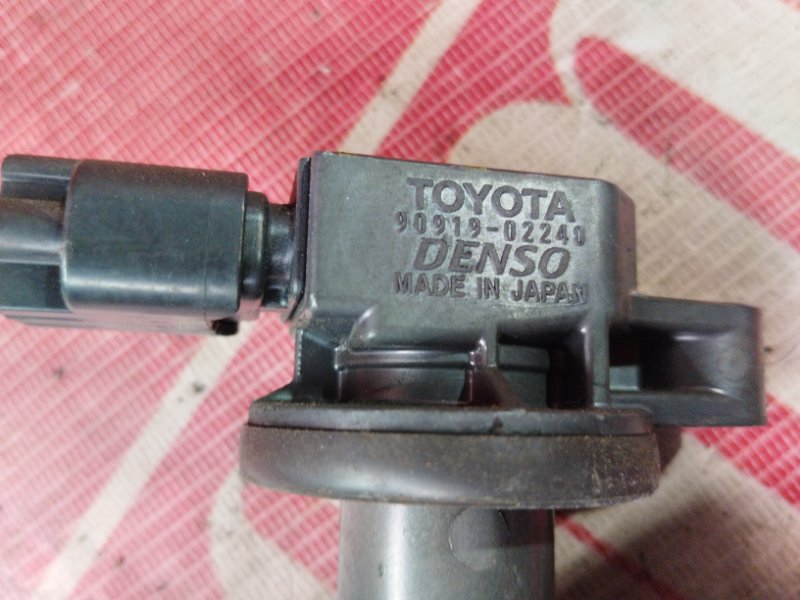 TOYOTA
90919-02240
DENSO
MADE IN JAPAN